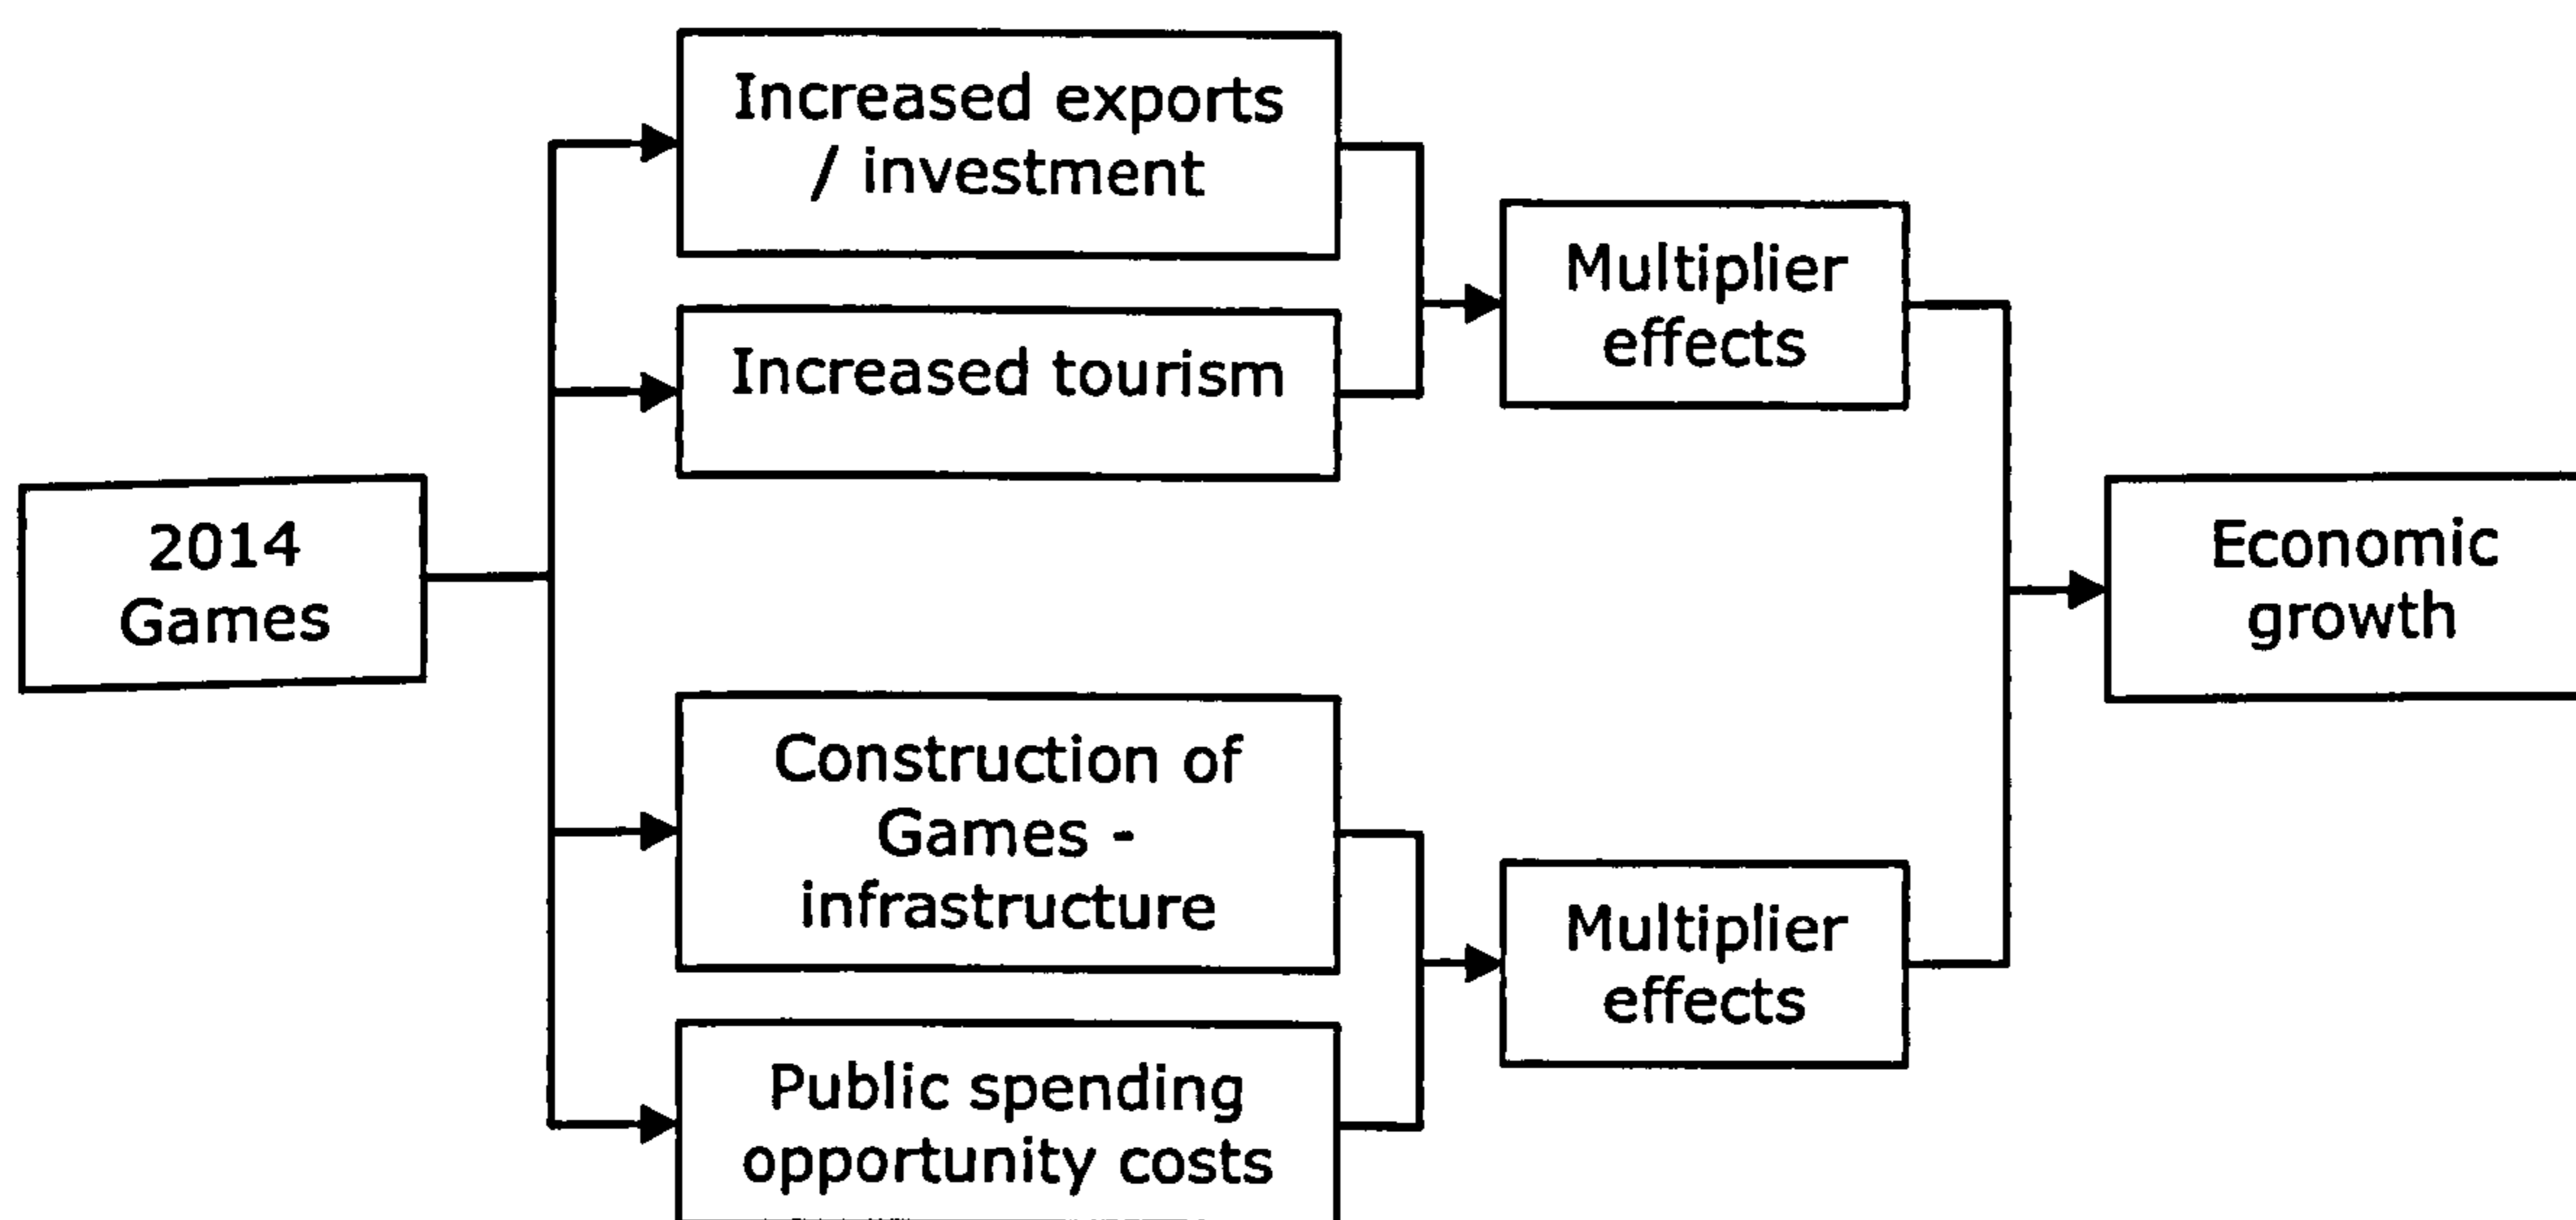 Increased exports
/ investment
Increased tourism
Multiplier
effects
2014
Games
Economic
growth
Construction of
Games -
infrastructure
Multiplier
effects
Public spending
opportunity costs